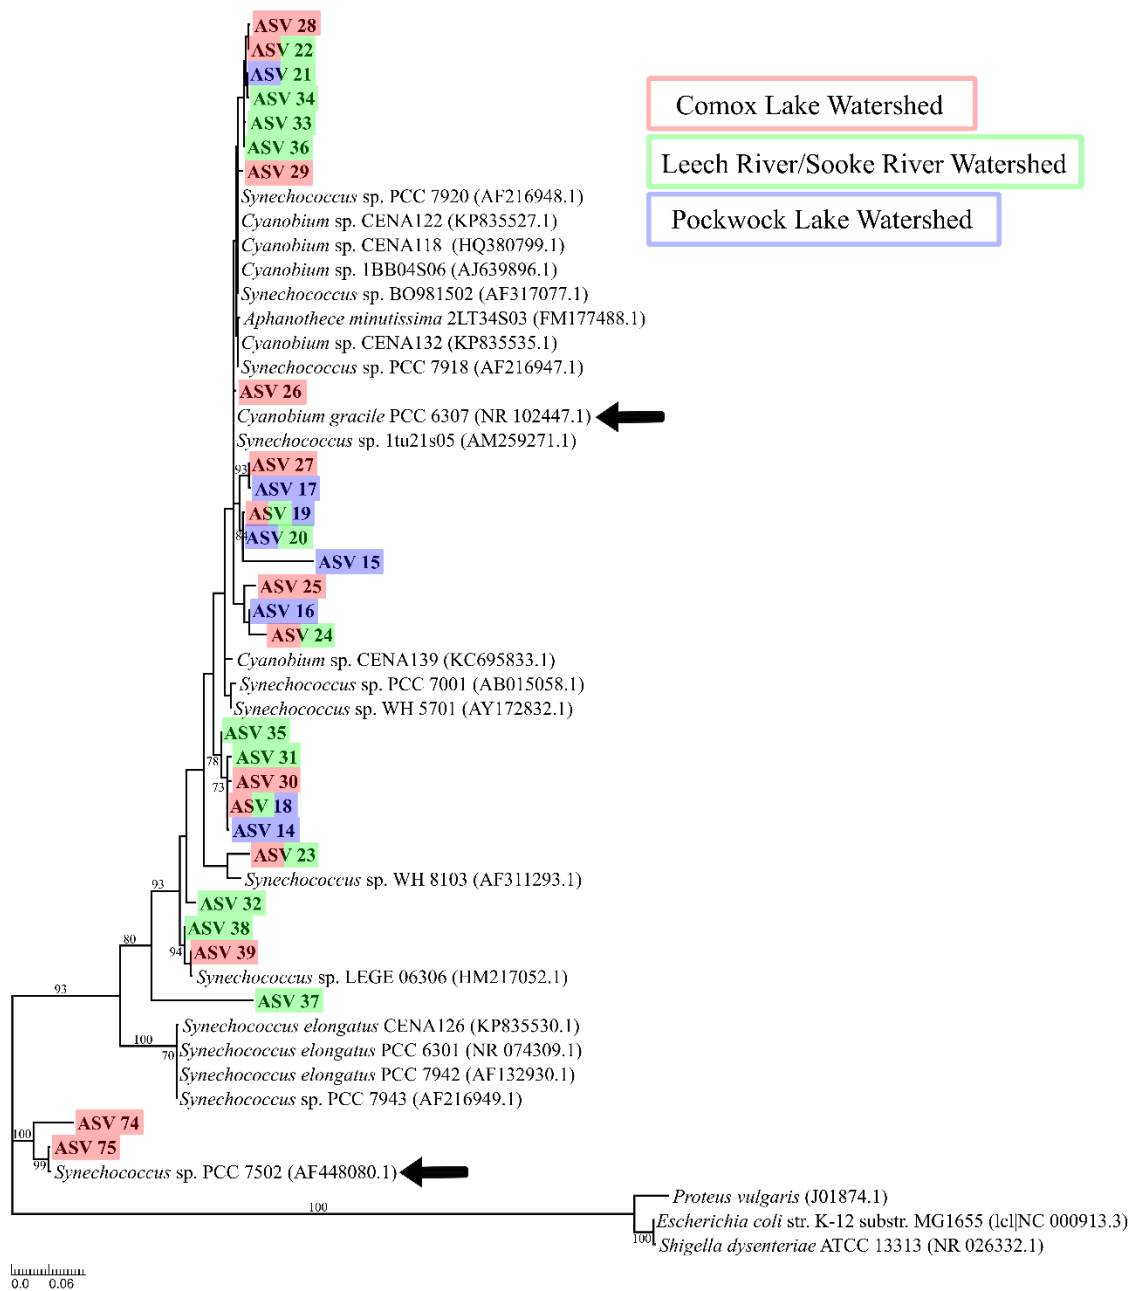 ASV 28
ASV 22
ASV 21
ASV 34
ASV 33
ASV 36
ASV 29
Synechococcus sp. PCC 7920 (AF216948.1)
Cyanobium sp. CENA122 (KP835527.1)
Cyanobium sp. CENA118 (HQ380799.1)
Cyanobium sp. 1BB04S06 (AJ639896.1)
Synechococcus sp. BO981502 (AF317077.1)
Aphanothece minutissima 2LT34S03 (FM177488.1)
Cyanobium sp. CENA132 (KP835535.1)
Synechococcus sp. PCC 7918 (AF216947.1)
ASV 26
Cyanobium gracile PCC 6307 (NR 102447.1)
Synechococcus sp. 1tu21s05 (AM259271.1)
93
ASV 27
ASV 17
ASV 19
84
ASV 20
ASV 15
ASV 25
ASV 16
ASV 24
Cyanobium sp. CENA139 (KC695833.1)
Synechococcus sp. PCC 7001 (AB015058.1)
Synechococcus sp. WH 5701 (AY172832.1)
ASV 35
78
ASV 31
73
ASV 30
ASV 18
ASV 14
ASV 23
Synechococcus sp. WH 8103 (AF311293.1)
93
ASV 32
ASV 38
80
94
ASV 39
Synechococcus sp. LEGE 06306 (HM217052.1)
93
ASV 37
Synechococcus elongatus CENA126 (KP835530.1)
100
70
Synechococcus elongatus PCC 6301 (NR 074309.1)
Synechococcus elongatus PCC 7942 (AF132930.1)
Synechococcus sp. PCC 7943 (AF216949.1)
ASV 74
100
ASV 75
99
Synechococcus sp. PCC 7502 (AF448080.1)
Proteus vulgaris (J01874.1)
100
Escherichia coli str. K-12 substr. MG1655 (lcl|NC 000913.3)
100
Shigella dysenteriae ATCC 13313 (NR 026332.1)
0.0 0.06
Comox Lake Watershed
Leech River/Sooke River Watershed
Pockwock Lake Watershed